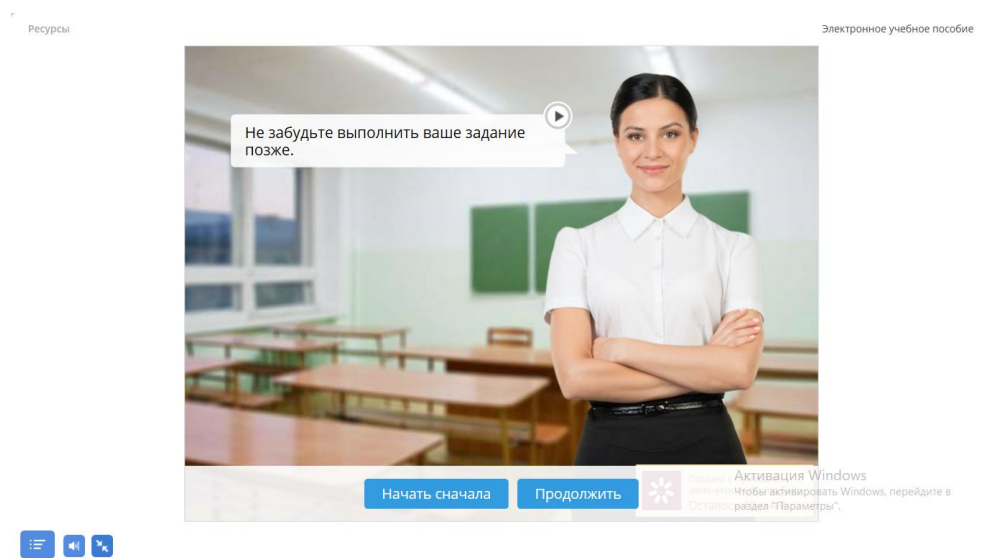 Ресурсы
Электронное учебное пособие
Не забудьте выполнить ваше задание
позже.
Начать сначала
Продолжить
Активация Windows
Чтобы активировать Windows, перейдите в
раздел "Параметры".